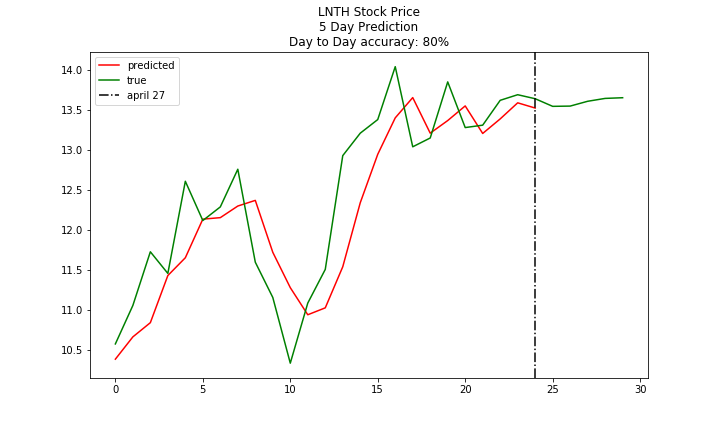 LNTH Stock Price
5 Day Prediction
Day to Day accuracy: 80%
predicted
true
april 27
14.0
13.5
13.0
12.5
12.0
11.5
11.0
10.5
0 5 10 15 20 25 30